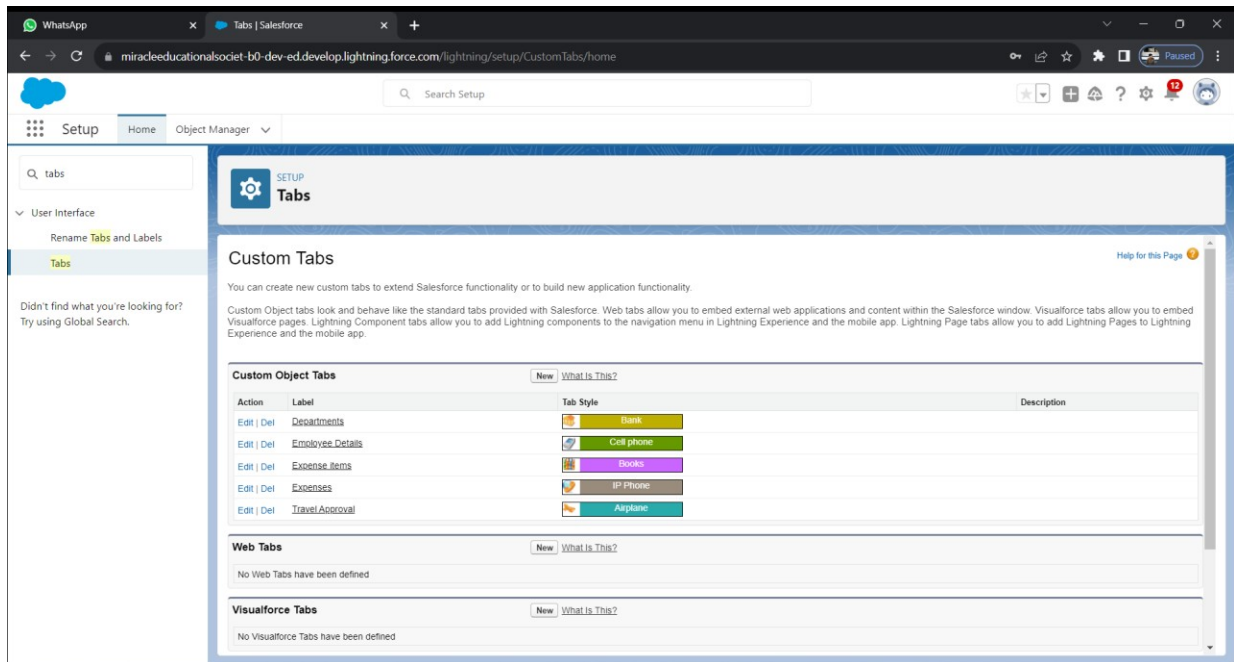 WhatsApp
Tabs | Salesforce
miracleeducationalsociet-b0-dev-ed.develop.lightning.force.com/lightning/setup/CustomTabs/home
Paused
Search Setup
12
Setup
Home
Object Manager
tabs
User Interface
Rename Tabs and Labels
Tabs
Didn't find what you're looking for?
Try using Global Search.
SETUP
Tabs
Custom Tabs
Help for this Page
You can create new custom tabs to extend Salesforce functionality or to build new application functionality.
Custom Object tabs look and behave like the standard tabs provided with Salesforce. Web tabs allow you to embed external web applications and content within the Salesforce window. Visualforce tabs allow you to embed
Visualforce pages. Lightning Component tabs allow you to add Lightning components to the navigation menu in Lightning Experience and the mobile app. Lightning Page tabs allow you to add Lightning Pages to Lightning
Experience and the mobile app.
Custom Object Tabs New What Is This?
Action Label Tab Style Description
Edit | Del Departments Bank
Edit | Del Employee Details Cell phone
Edit | Del Expense items Books
Edit | Del Expenses IP Phone
Edit | Del Travel Approval Airplane
Web Tabs New What Is This?
No Web Tabs have been defined
Visualforce Tabs New What Is This?
No Visualforce Tabs have been defined